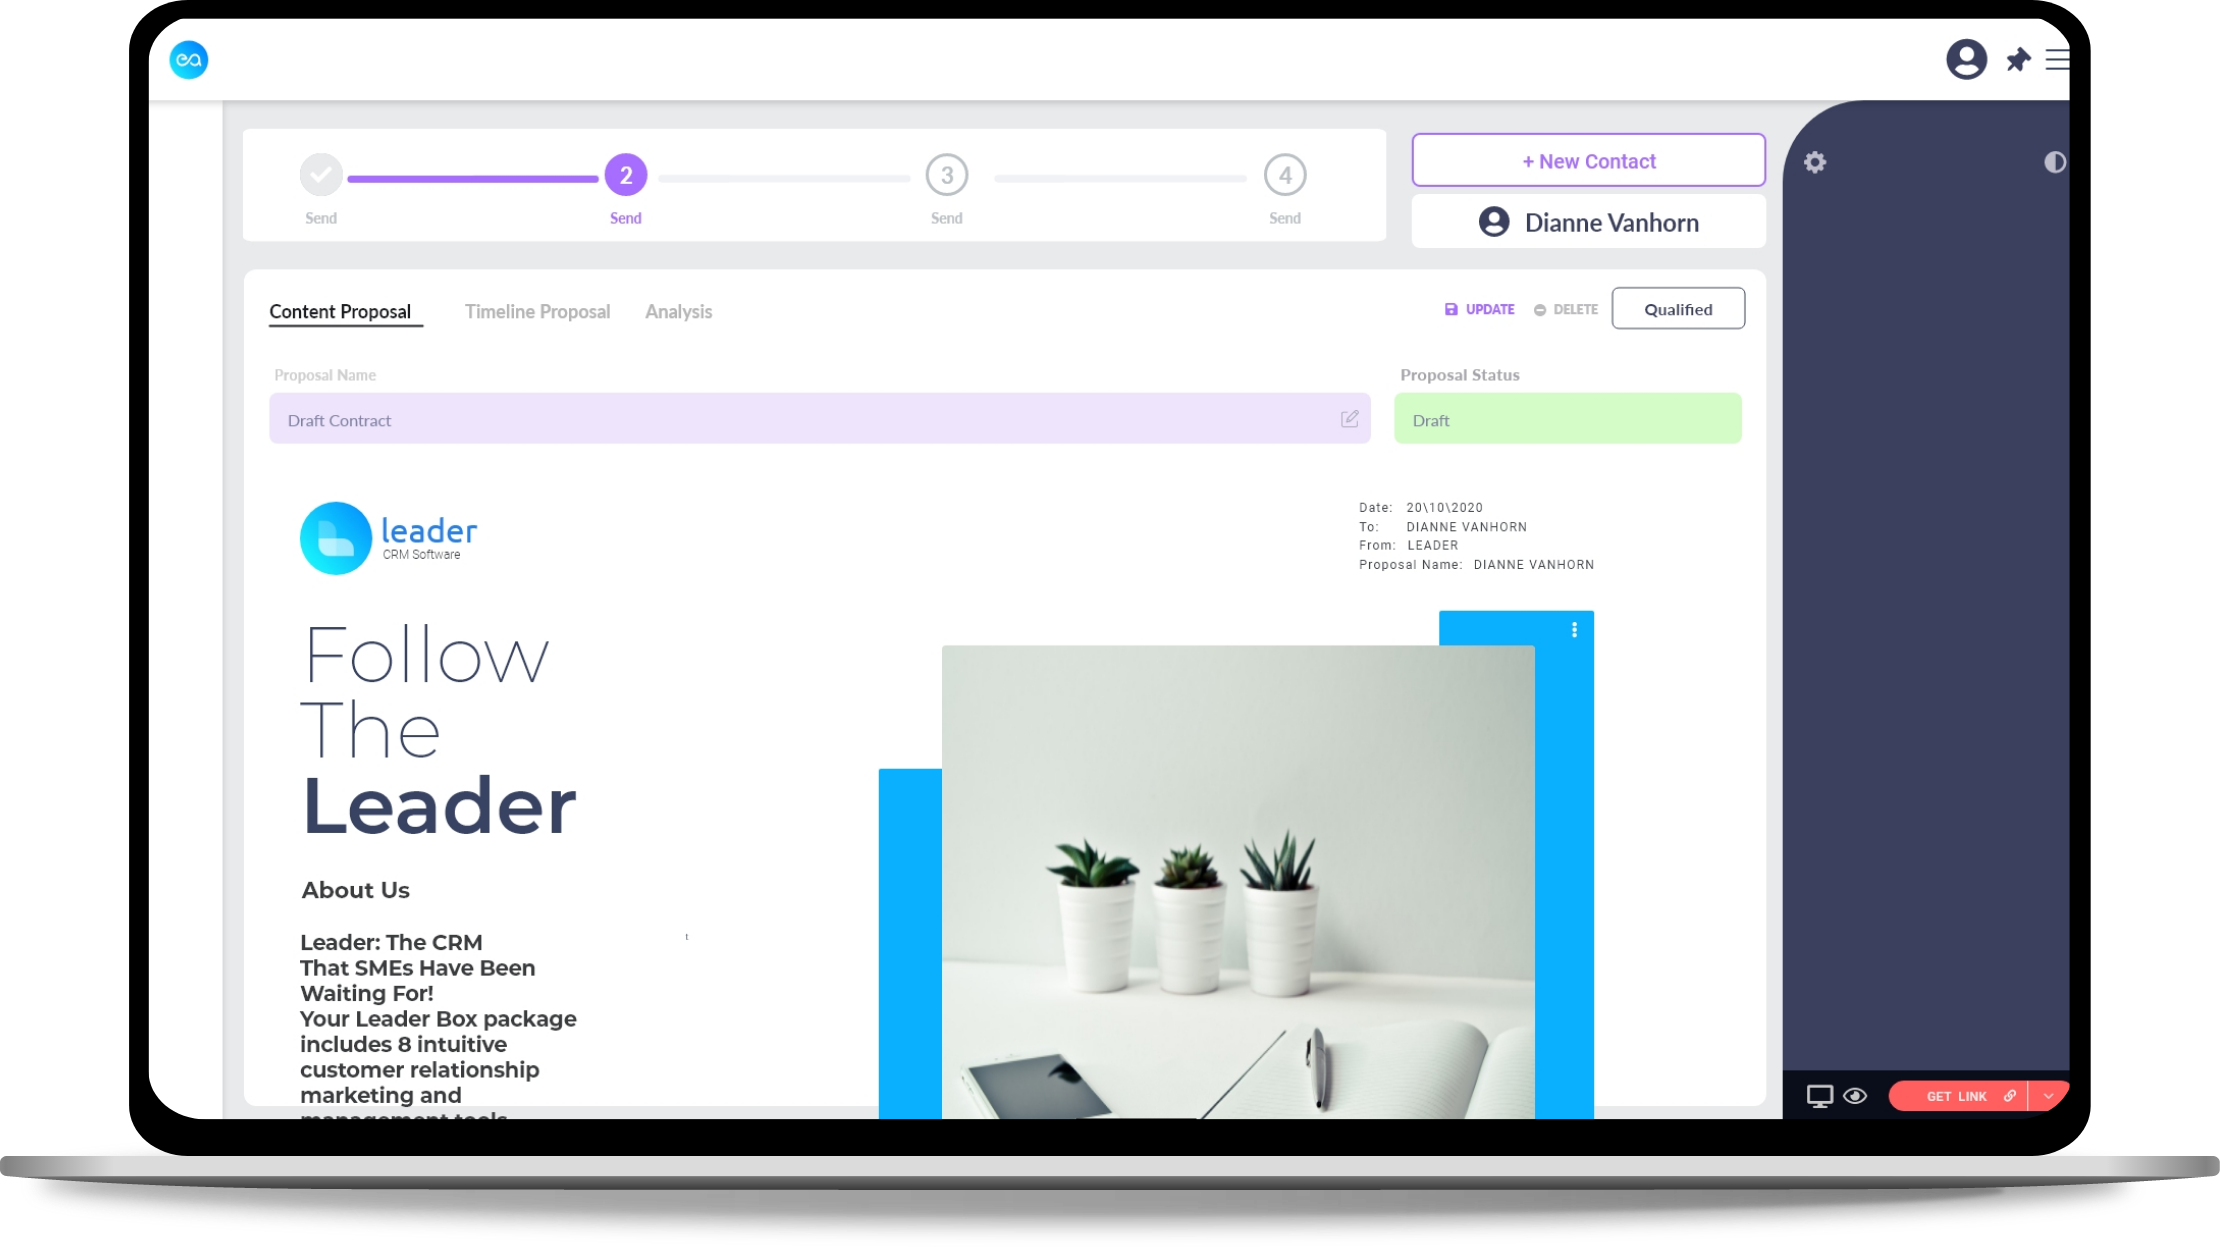 ea
2
3
4
Send
Send
Send
Send
+ New Contact
Dianne Vanhorn
Content Proposal
Timeline Proposal
Analysis
UPDATE
DELETE
Qualified
Proposal Name
Proposal Status
Draft Contract
Draft
leader
CRM Software
Date: 20\10\2020
To: DIANNE VANHORN
From: LEADER
Proposal Name: DIANNE VANHORN
Follow
The
Leader
About Us
Leader: The CRM
That SMEs Have Been
Waiting For!
Your Leader Box package
includes 8 intuitive
customer relationship
marketing and
management tools
t
GET LINK